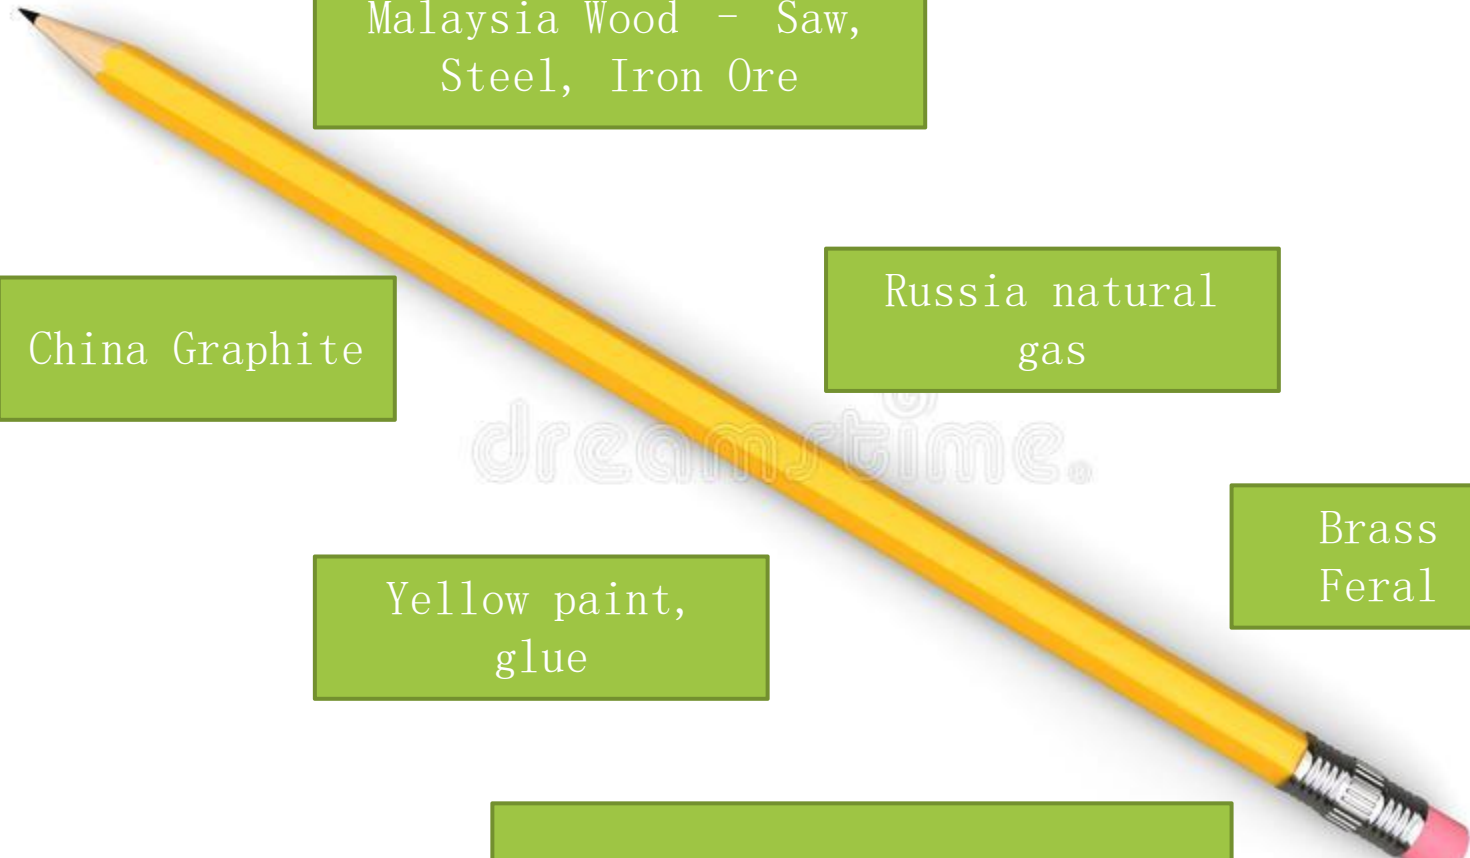 Malaysia Wood – Saw,
Steel, Iron Ore
Russia natural
gas
China Graphite
dreamstime
Brass
Feral
Yellow paint,
glue